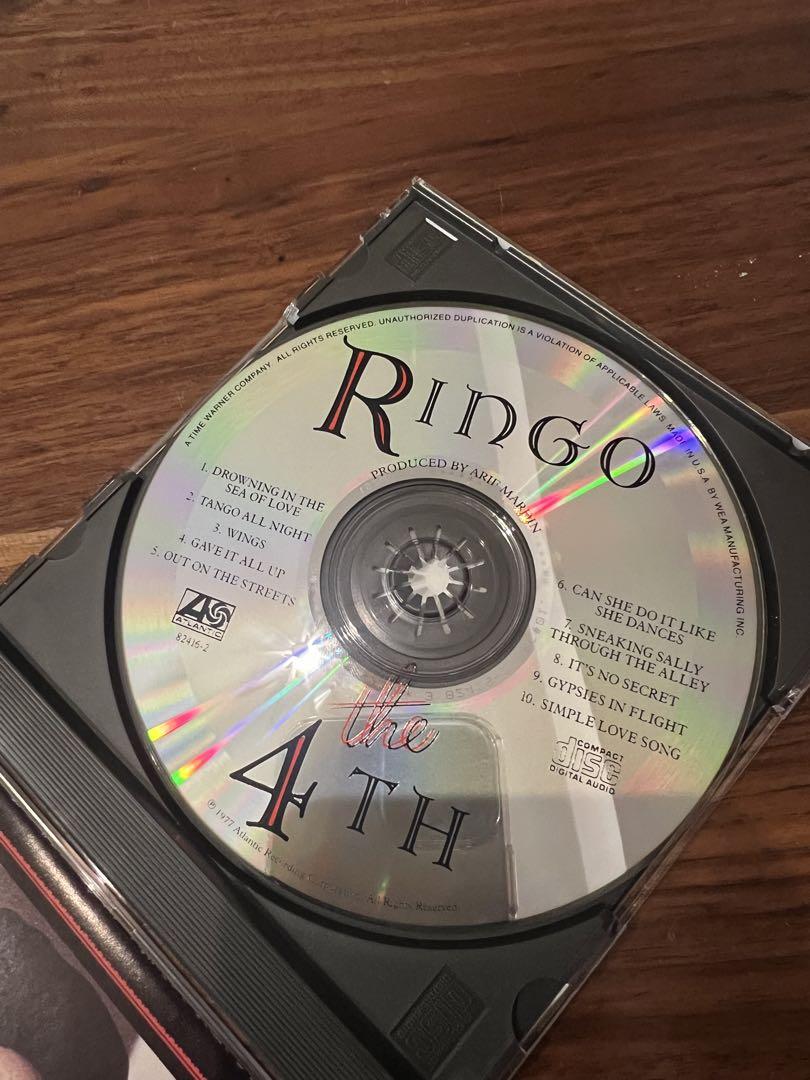 A TIME WARNER COMPANY. ALL RIGHTS RESERVED. UNAUTHORIZED DUPLICATION IS A VIOLATION OF APPLICABLE LAWS. MADE IN U.S.A. BY WEA MANUFACTURING INC.
RINGO
PRODUCED BY ARIF MARDIN
1. DROWNING IN THE
SEA OF LOVE
2. TANGO ALL NIGHT
3. WINGS
4. GAVE IT ALL UP
5. OUT ON THE STREETS
ATLANTIC
82416-2
6. CAN SHE DO IT LIKE
SHE DANCES
7. SNEAKING SALLY
THROUGH THE ALLEY
8. IT'S NO SECRET
9. GYPSIES IN FLIGHT
10. SIMPLE LOVE SONG
COMPACT
disc
DIGITAL AUDIO
the
4TH
℗ 1977 Atlantic Recording Corporation. All Rights Reserved.